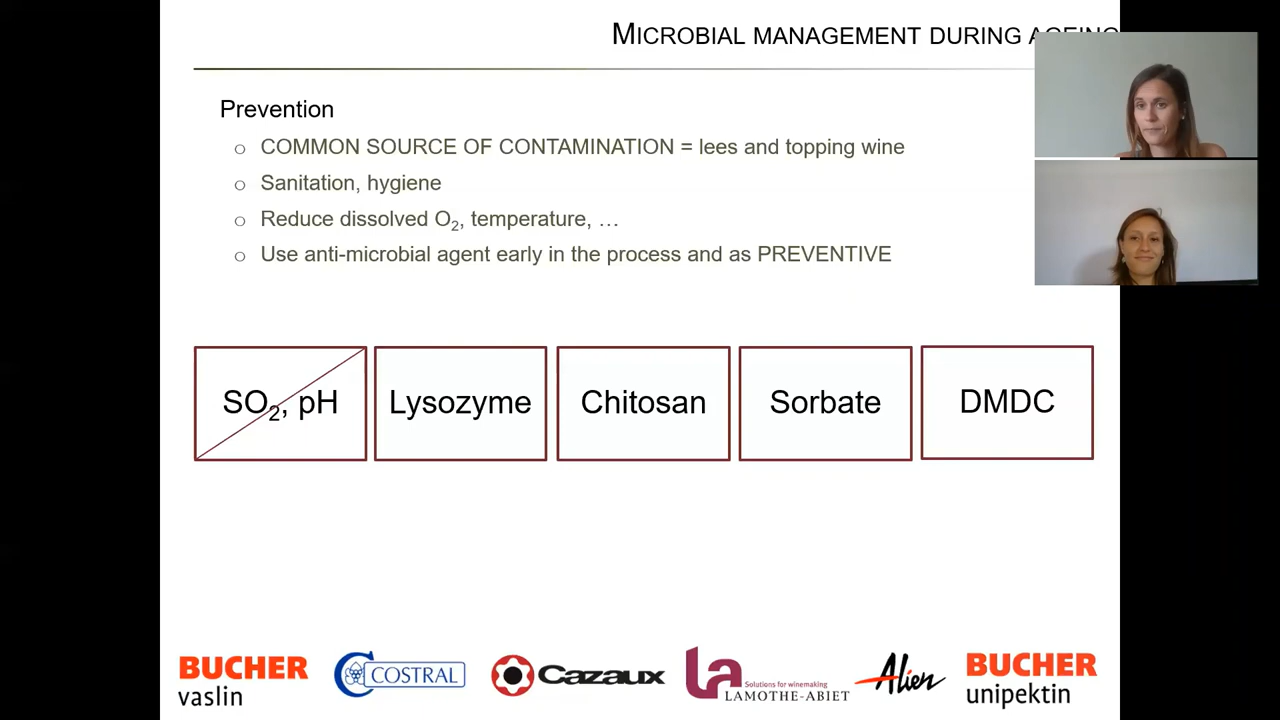 MICROBIAL MANAGEMENT DURING AGEING
Prevention
COMMON SOURCE OF CONTAMINATION = lees and topping wine
Sanitation, hygiene
Reduce dissolved O₂, temperature, …
Use anti-microbial agent early in the process and as PREVENTIVE
SO₂, pH
Lysozyme
Chitosan
Sorbate
DMDC
BUCHER
vaslin
COSTRAL
Cazaux
la
Solutions for winemaking
LAMOTHE-ABIET
Alien
BUCHER
unipektin